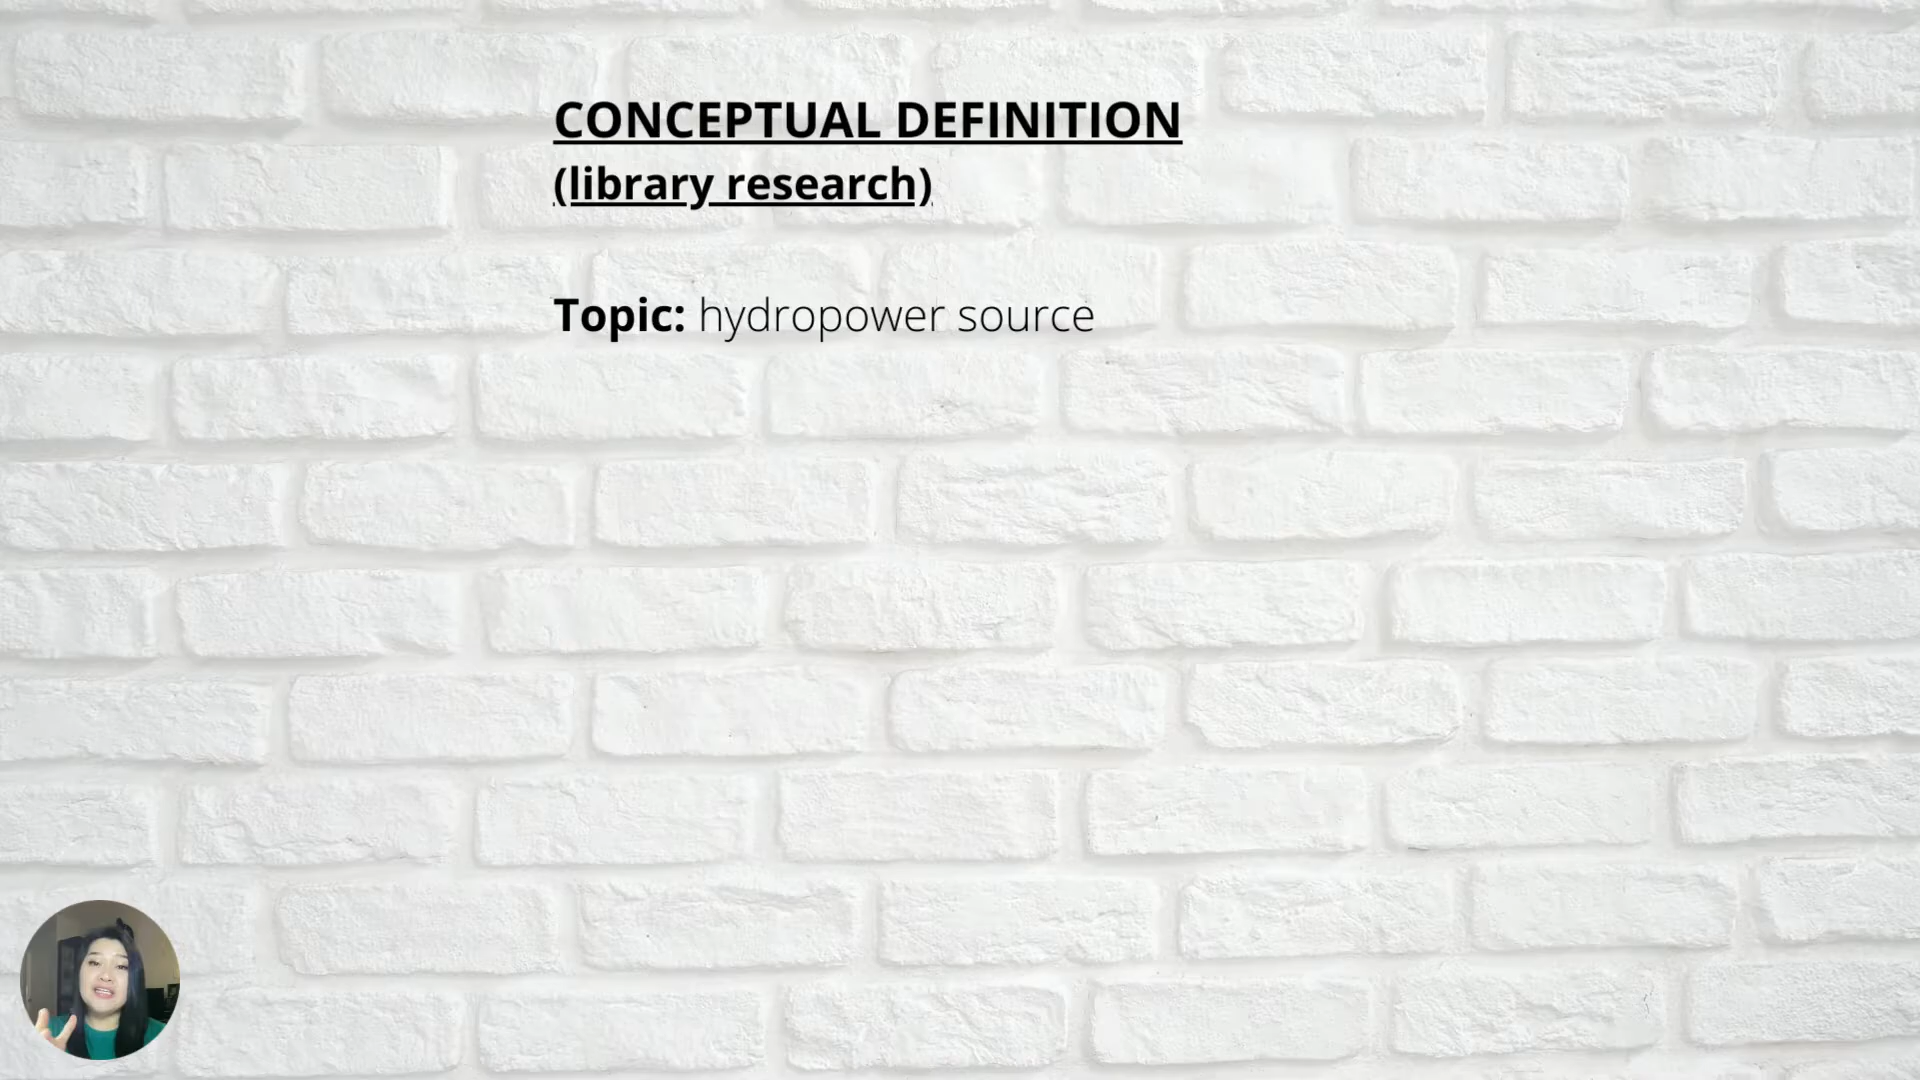 CONCEPTUAL DEFINITION
(library research)
Topic: hydropower source